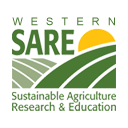 WESTERN
SARE
Sustainable Agriculture
Research & Education